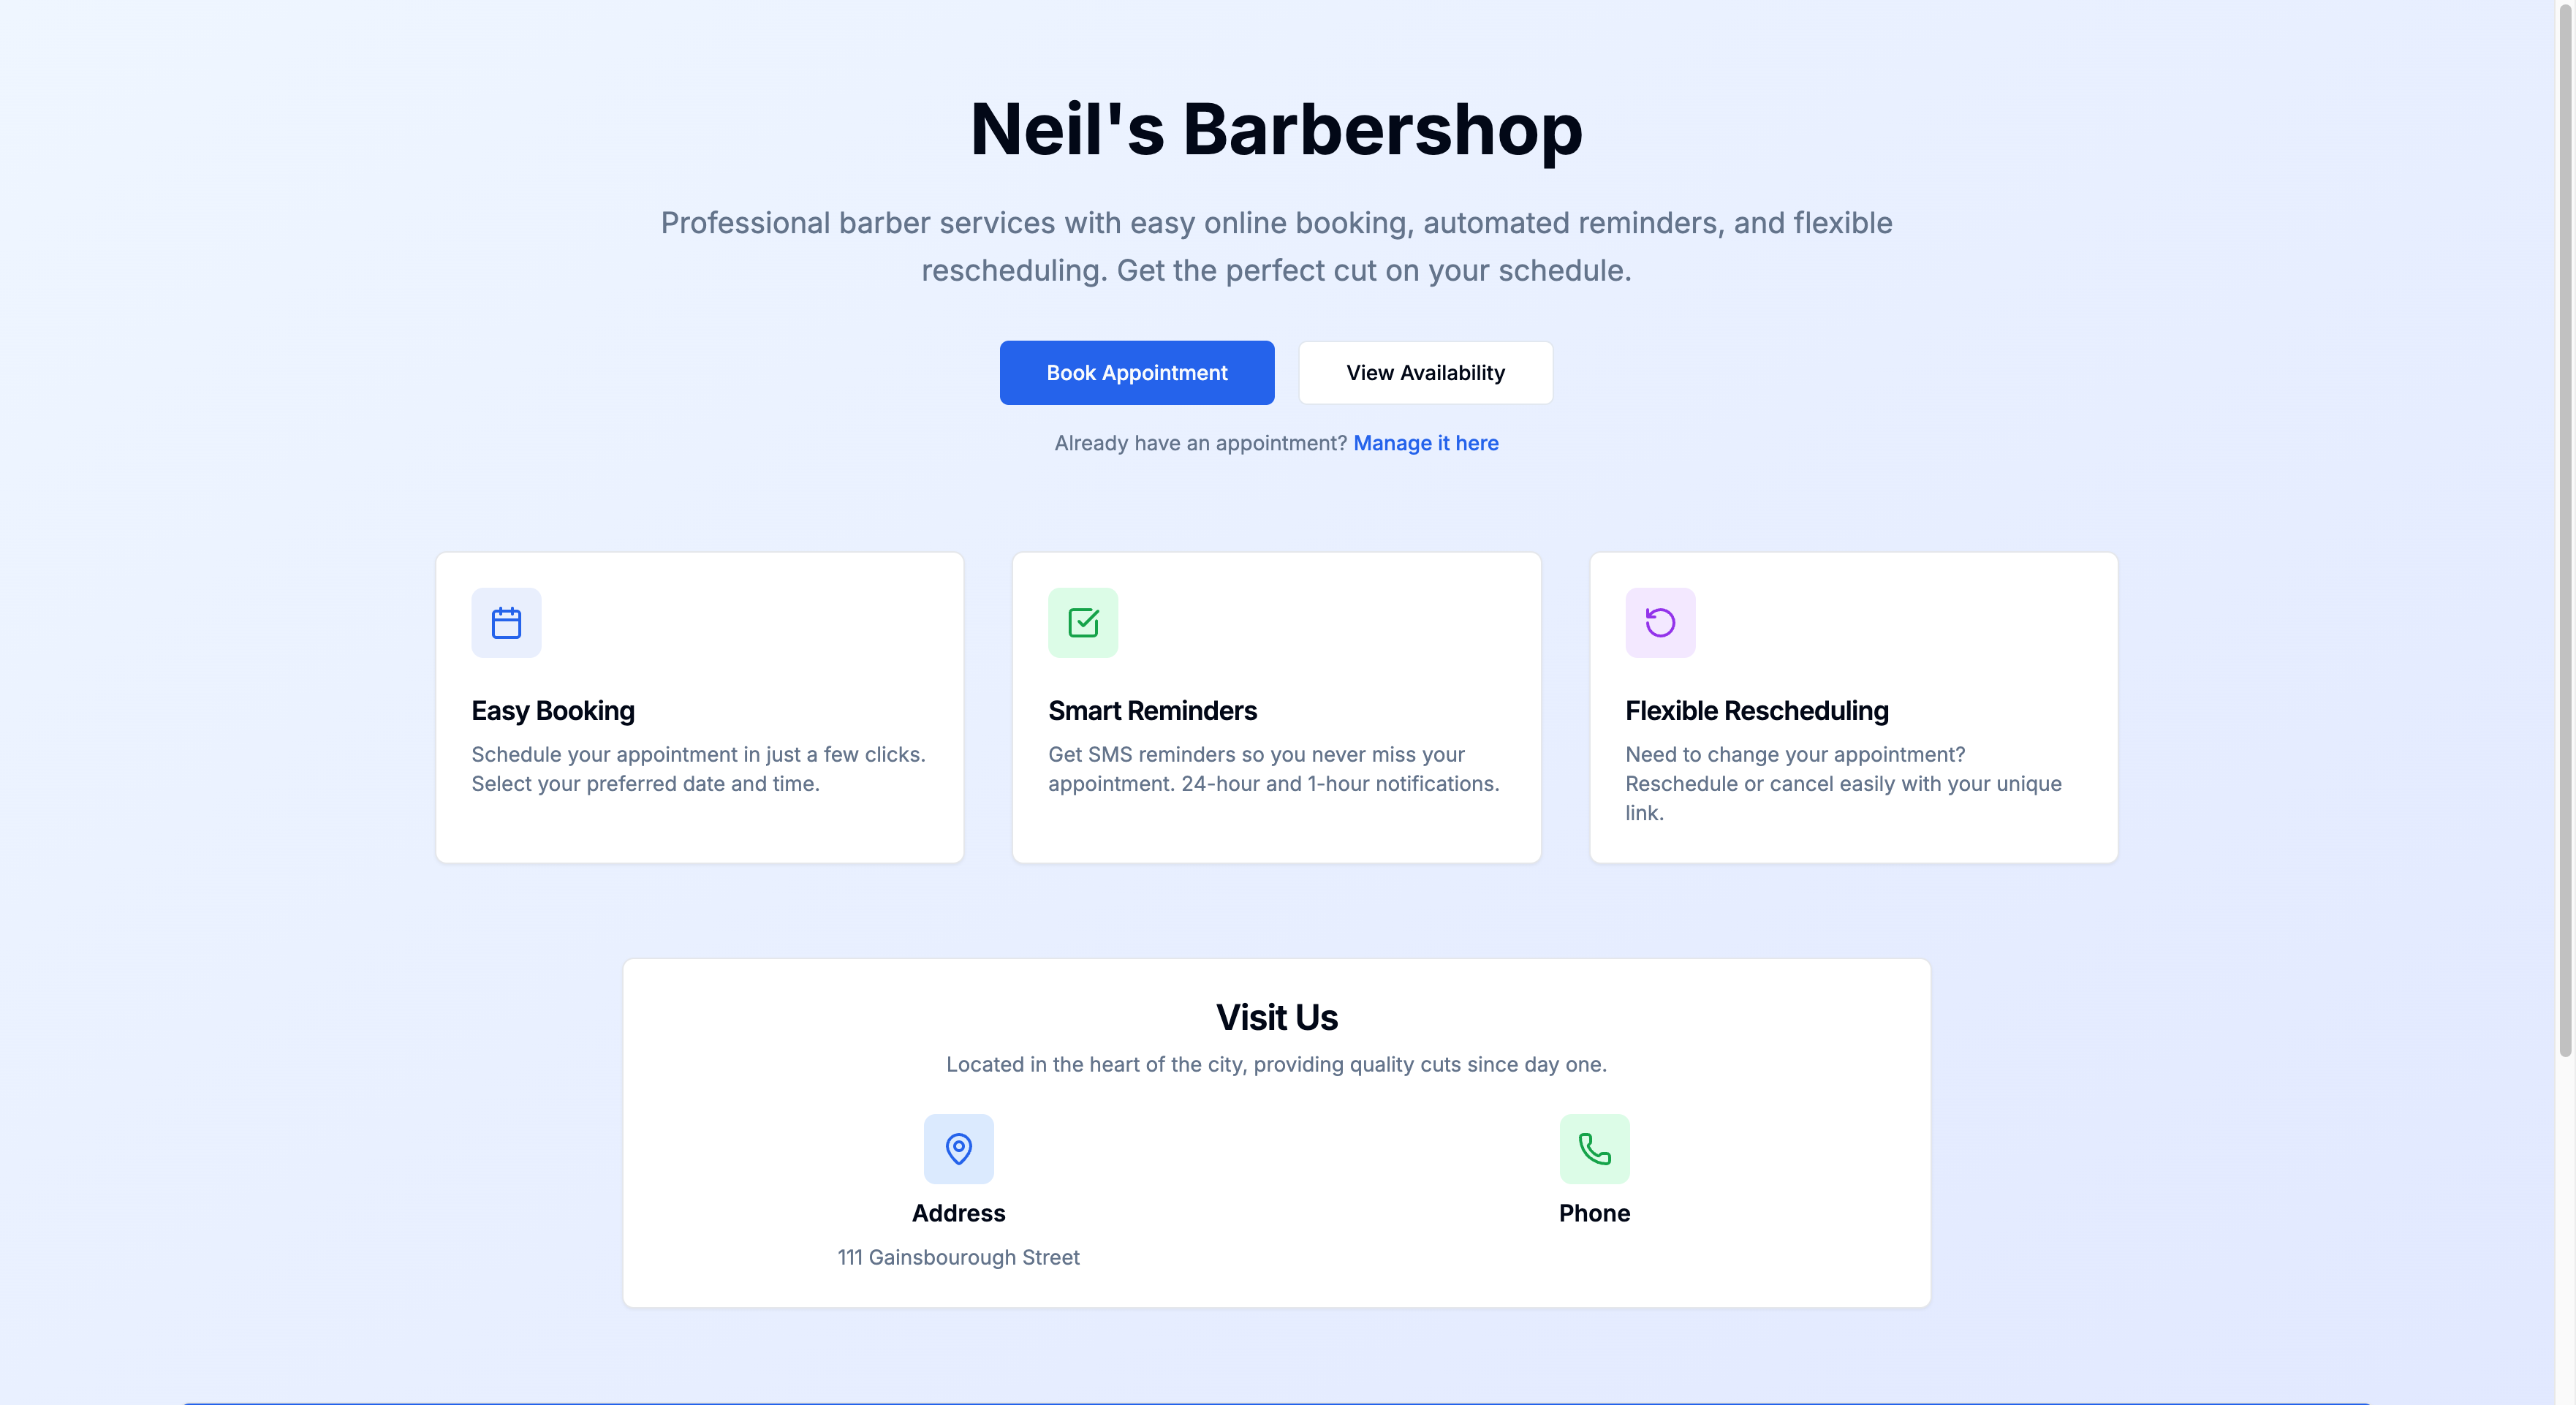 Neil's Barbershop
Professional barber services with easy online booking, automated reminders, and flexible
rescheduling. Get the perfect cut on your schedule.
Book Appointment
View Availability
Already have an appointment? Manage it here
Easy Booking
Schedule your appointment in just a few clicks.
Select your preferred date and time.
Smart Reminders
Get SMS reminders so you never miss your
appointment. 24-hour and 1-hour notifications.
Flexible Rescheduling
Need to change your appointment?
Reschedule or cancel easily with your unique
link.
Visit Us
Located in the heart of the city, providing quality cuts since day one.
Address
111 Gainsbourough Street
Phone